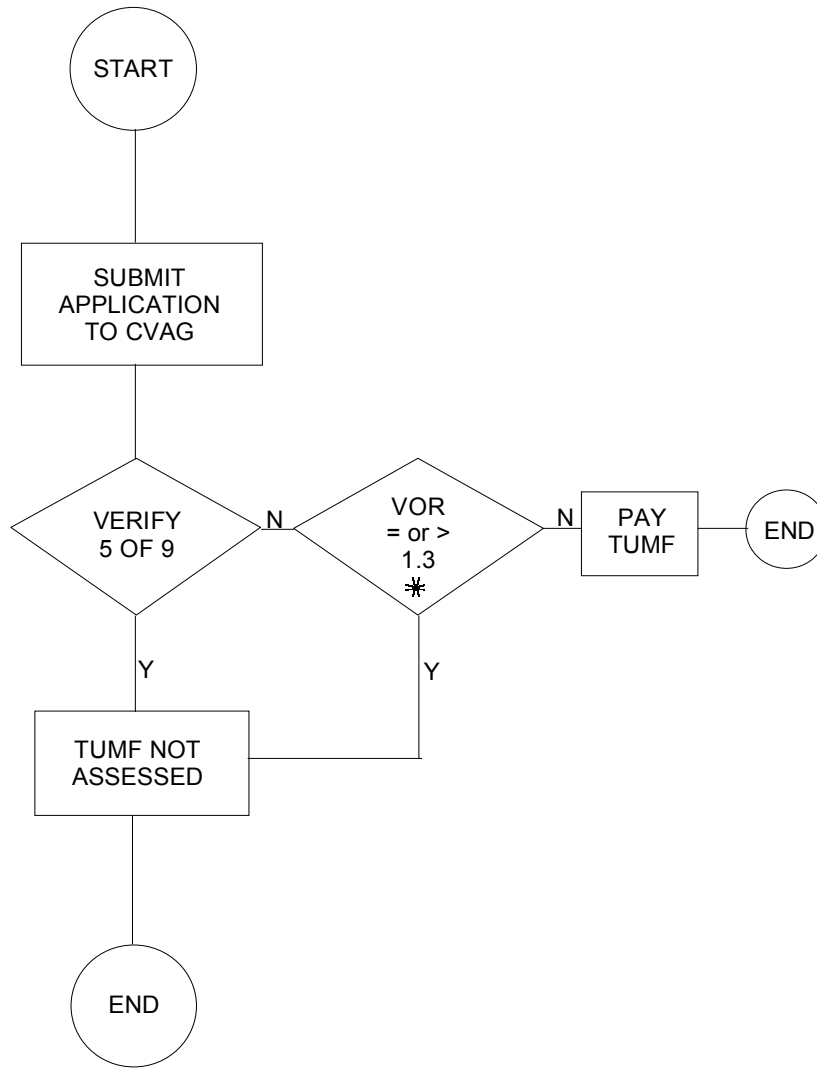 START
SUBMIT
APPLICATION
TO CVAG
VERIFY
5 OF 9
N
VOR
= or >
1.3
*
N
PAY
TUMF
END
Y
Y
TUMF NOT
ASSESSED
END